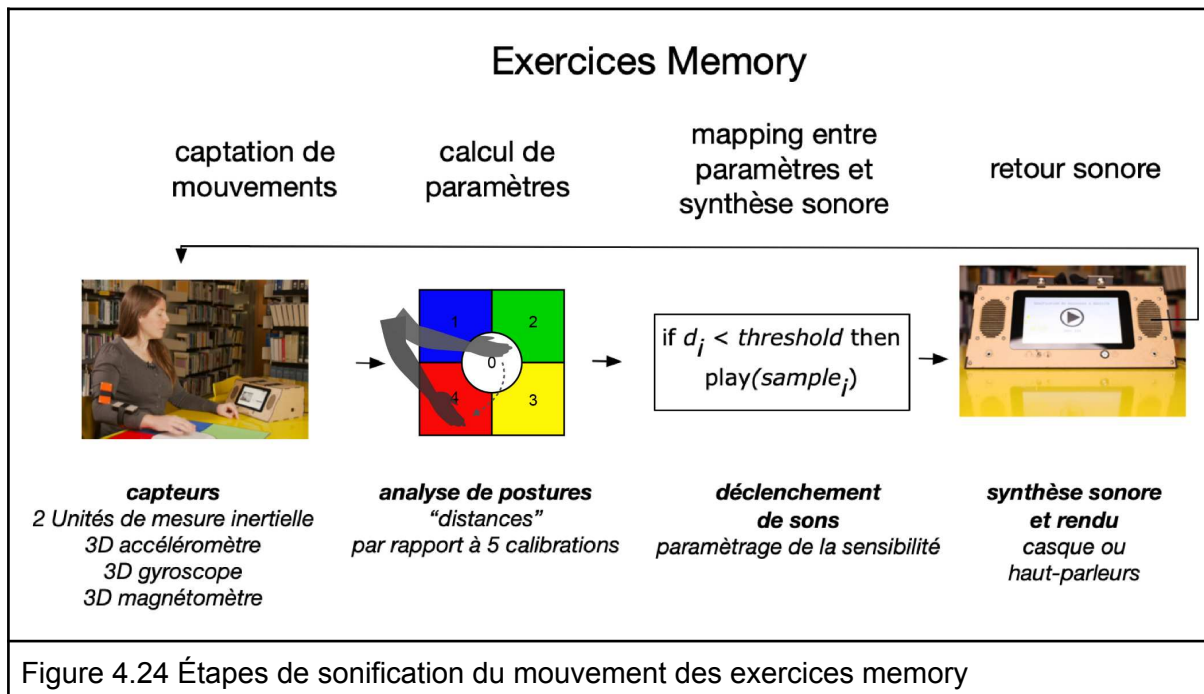 Exercices Memory
captation de
mouvements
calcul de
paramètres
mapping entre
paramètres et
synthèse sonore
retour sonore
1
2
0
4
3
if di < threshold then
play(samplei)
capteurs
2 Unités de mesure inertielle
3D accéléromètre
3D gyroscope
3D magnétomètre
analyse de postures
“distances”
par rapport à 5 calibrations
déclenchement
de sons
paramètrage de la sensibilité
synthèse sonore
et rendu
casque ou
haut-parleurs
Figure 4.24 Étapes de sonification du mouvement des exercices memory